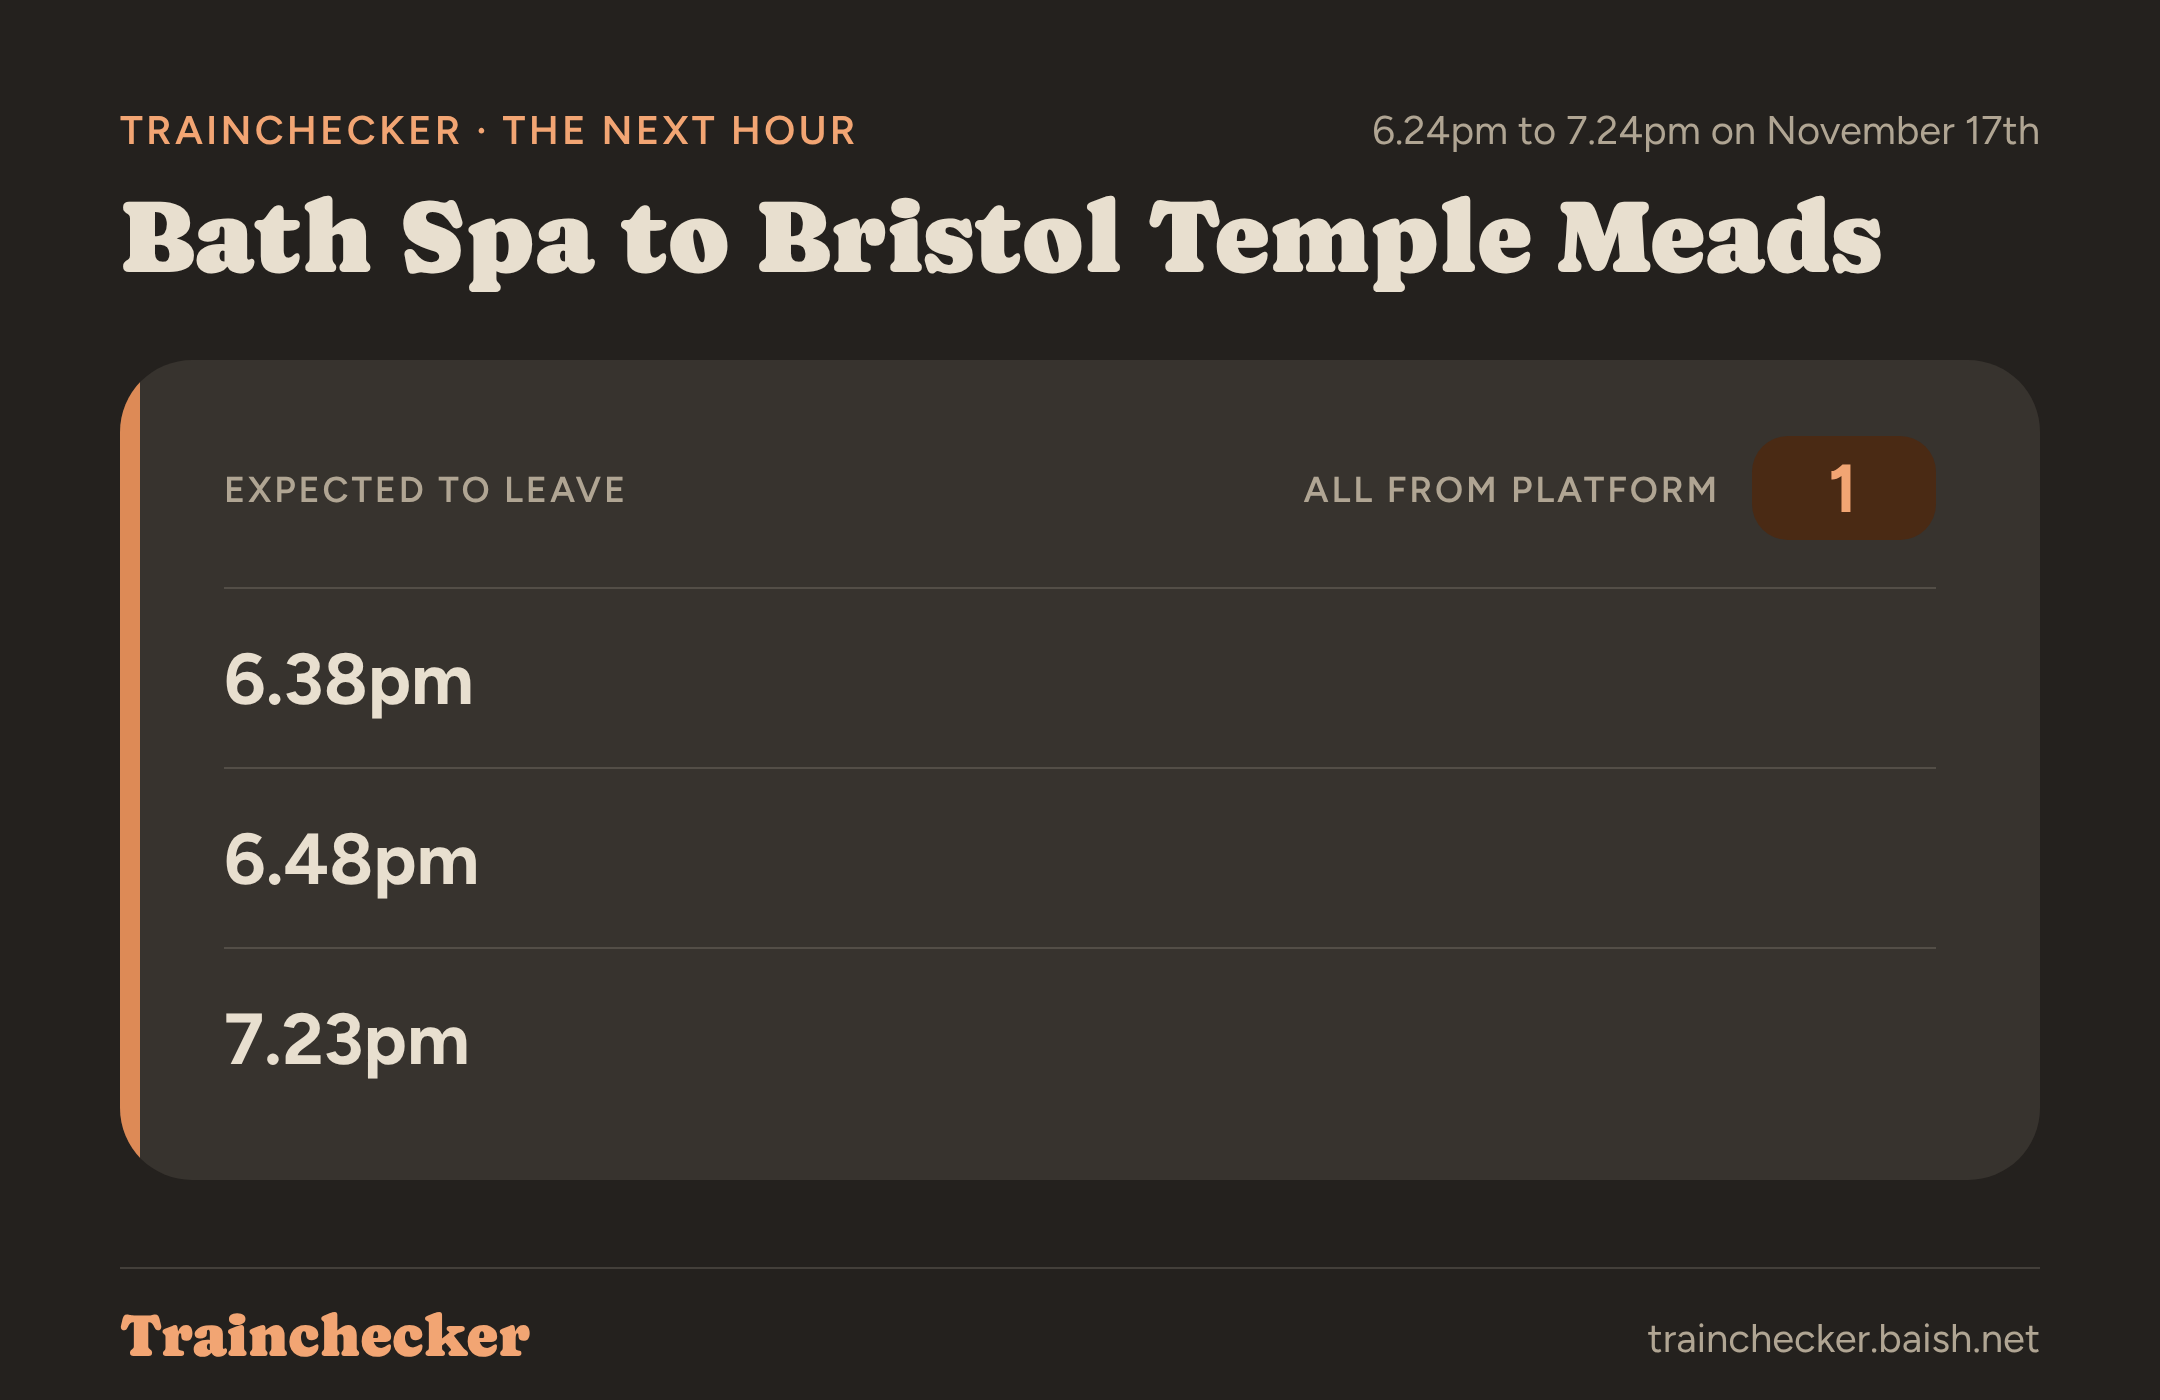 TRAINCHECKER · THE NEXT HOUR
6.24pm to 7.24pm on November 17th
Bath Spa to Bristol Temple Meads
EXPECTED TO LEAVE
ALL FROM PLATFORM 1
6.38pm
6.48pm
7.23pm
Trainchecker
trainchecker.baish.net